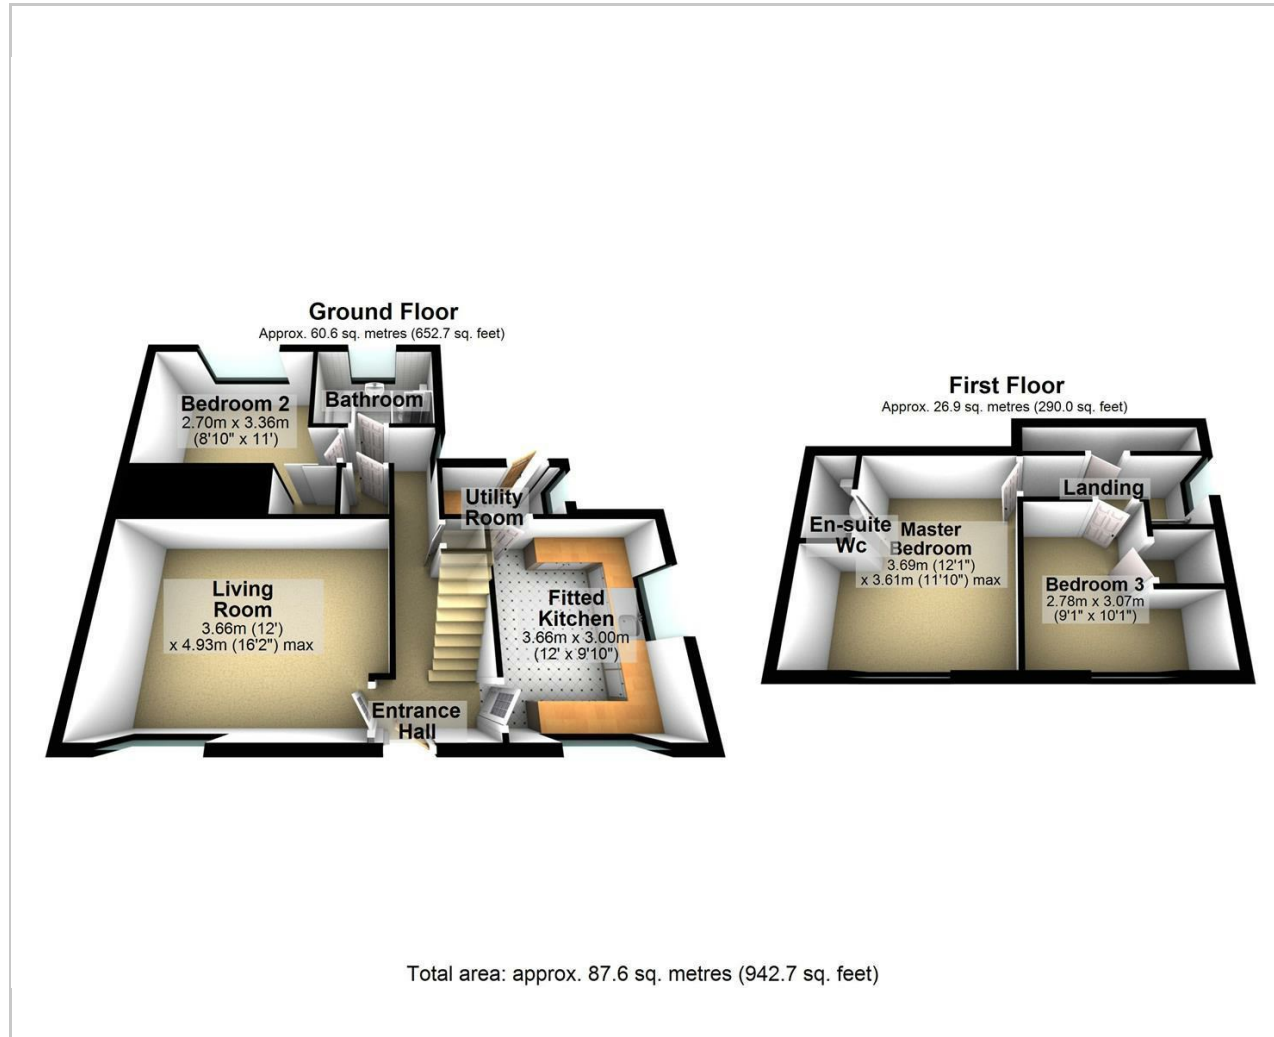 Ground Floor
Approx. 60.6 sq. metres (652.7 sq. feet)
Bedroom 2
2.70m x 3.36m
(8'10" x 11')
Bathroom
Utility
Room
Living
Room
3.66m (12')
x 4.93m (16'2") max
Fitted
Kitchen
3.66m x 3.00m
(12' x 9'10")
Entrance
Hall
First Floor
Approx. 26.9 sq. metres (290.0 sq. feet)
Landing
En-suite
Wc
Master
Bedroom
3.69m (12'1")
x 3.61m (11'10") max
Bedroom 3
2.78m x 3.07m
(9'1" x 10'1")
Total area: approx. 87.6 sq. metres (942.7 sq. feet)